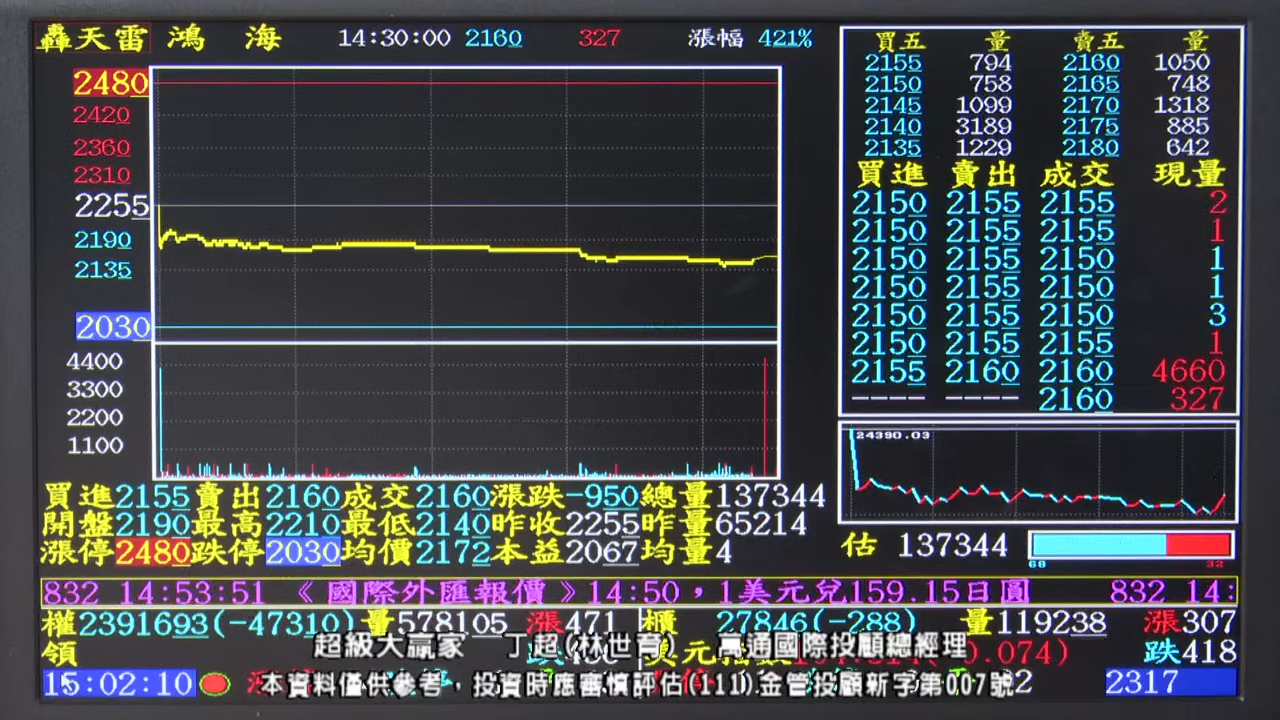 轟天雷 鴻 海 14:30:00 2160 327 漲幅 421%
2480
2420
2360
2310
2255
2190
2135
2030
4400
3300
2200
1100
買五 量 賣五 量
2155 794 2160 1050
2150 758 2165 748
2145 1099 2170 1318
2140 3189 2175 885
2135 1229 2180 642
買進 賣出 成交 現量
2150 2155 2155 2
2150 2155 2155 1
2150 2155 2150 1
2150 2155 2150 1
2150 2155 2150 3
2150 2155 2155 1
2155 2160 2160 4660
---- ---- 2160 327
24390.03
買進2155賣出2160成交2160漲跌-950總量137344
開盤2190最高2210最低2140昨收2255昨量65214
漲停2480跌停2030均價2172本益2067均量4
估 137344
68 32
832 14:53:51 《國際外匯報價》14:50,1美元兌159.15日圓 832 14:
權2391693(-47310)量578105 漲471 櫃 27846(-288) 量119238 漲307
領 跌418
超級大贏家 丁超(林世育) 亮通國際投顧總經理
15:02:10 2317
本資料僅供參考,投資時應審慎評估(111)金管投顧新字第007號